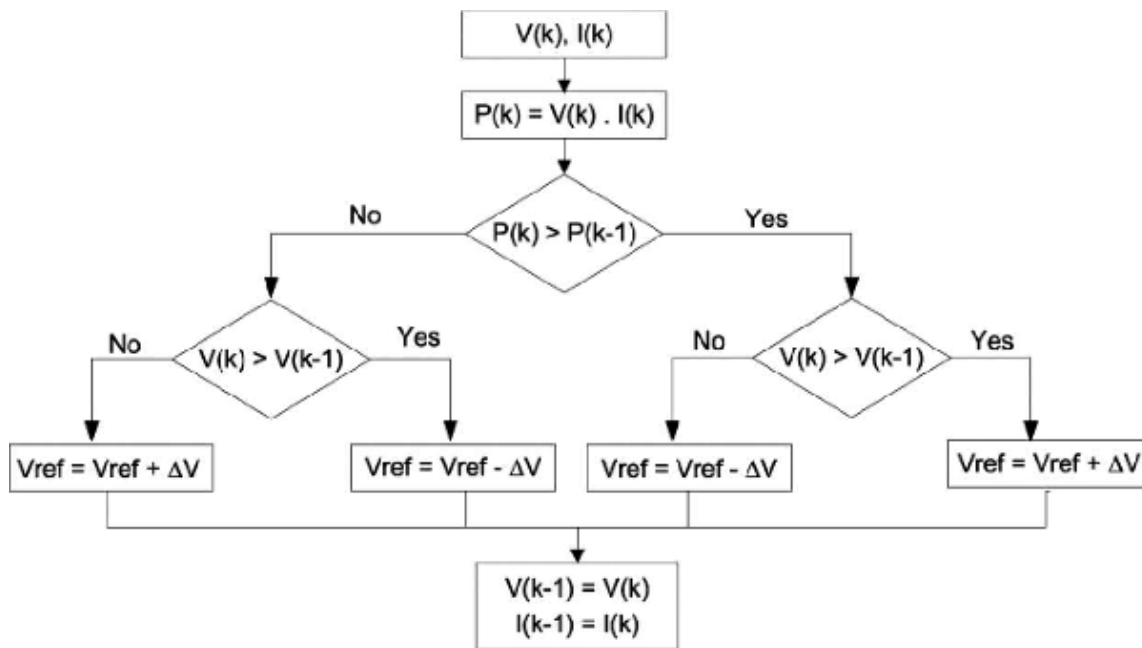 V(k), I(k)
P(k) = V(k) . I(k)
No
Yes
P(k) > P(k-1)
No
V(k) > V(k-1)
Yes
No
V(k) > V(k-1)
Yes
Vref = Vref + ΔV
Vref = Vref - ΔV
Vref = Vref - ΔV
Vref = Vref + ΔV
V(k-1) = V(k)
I(k-1) = I(k)